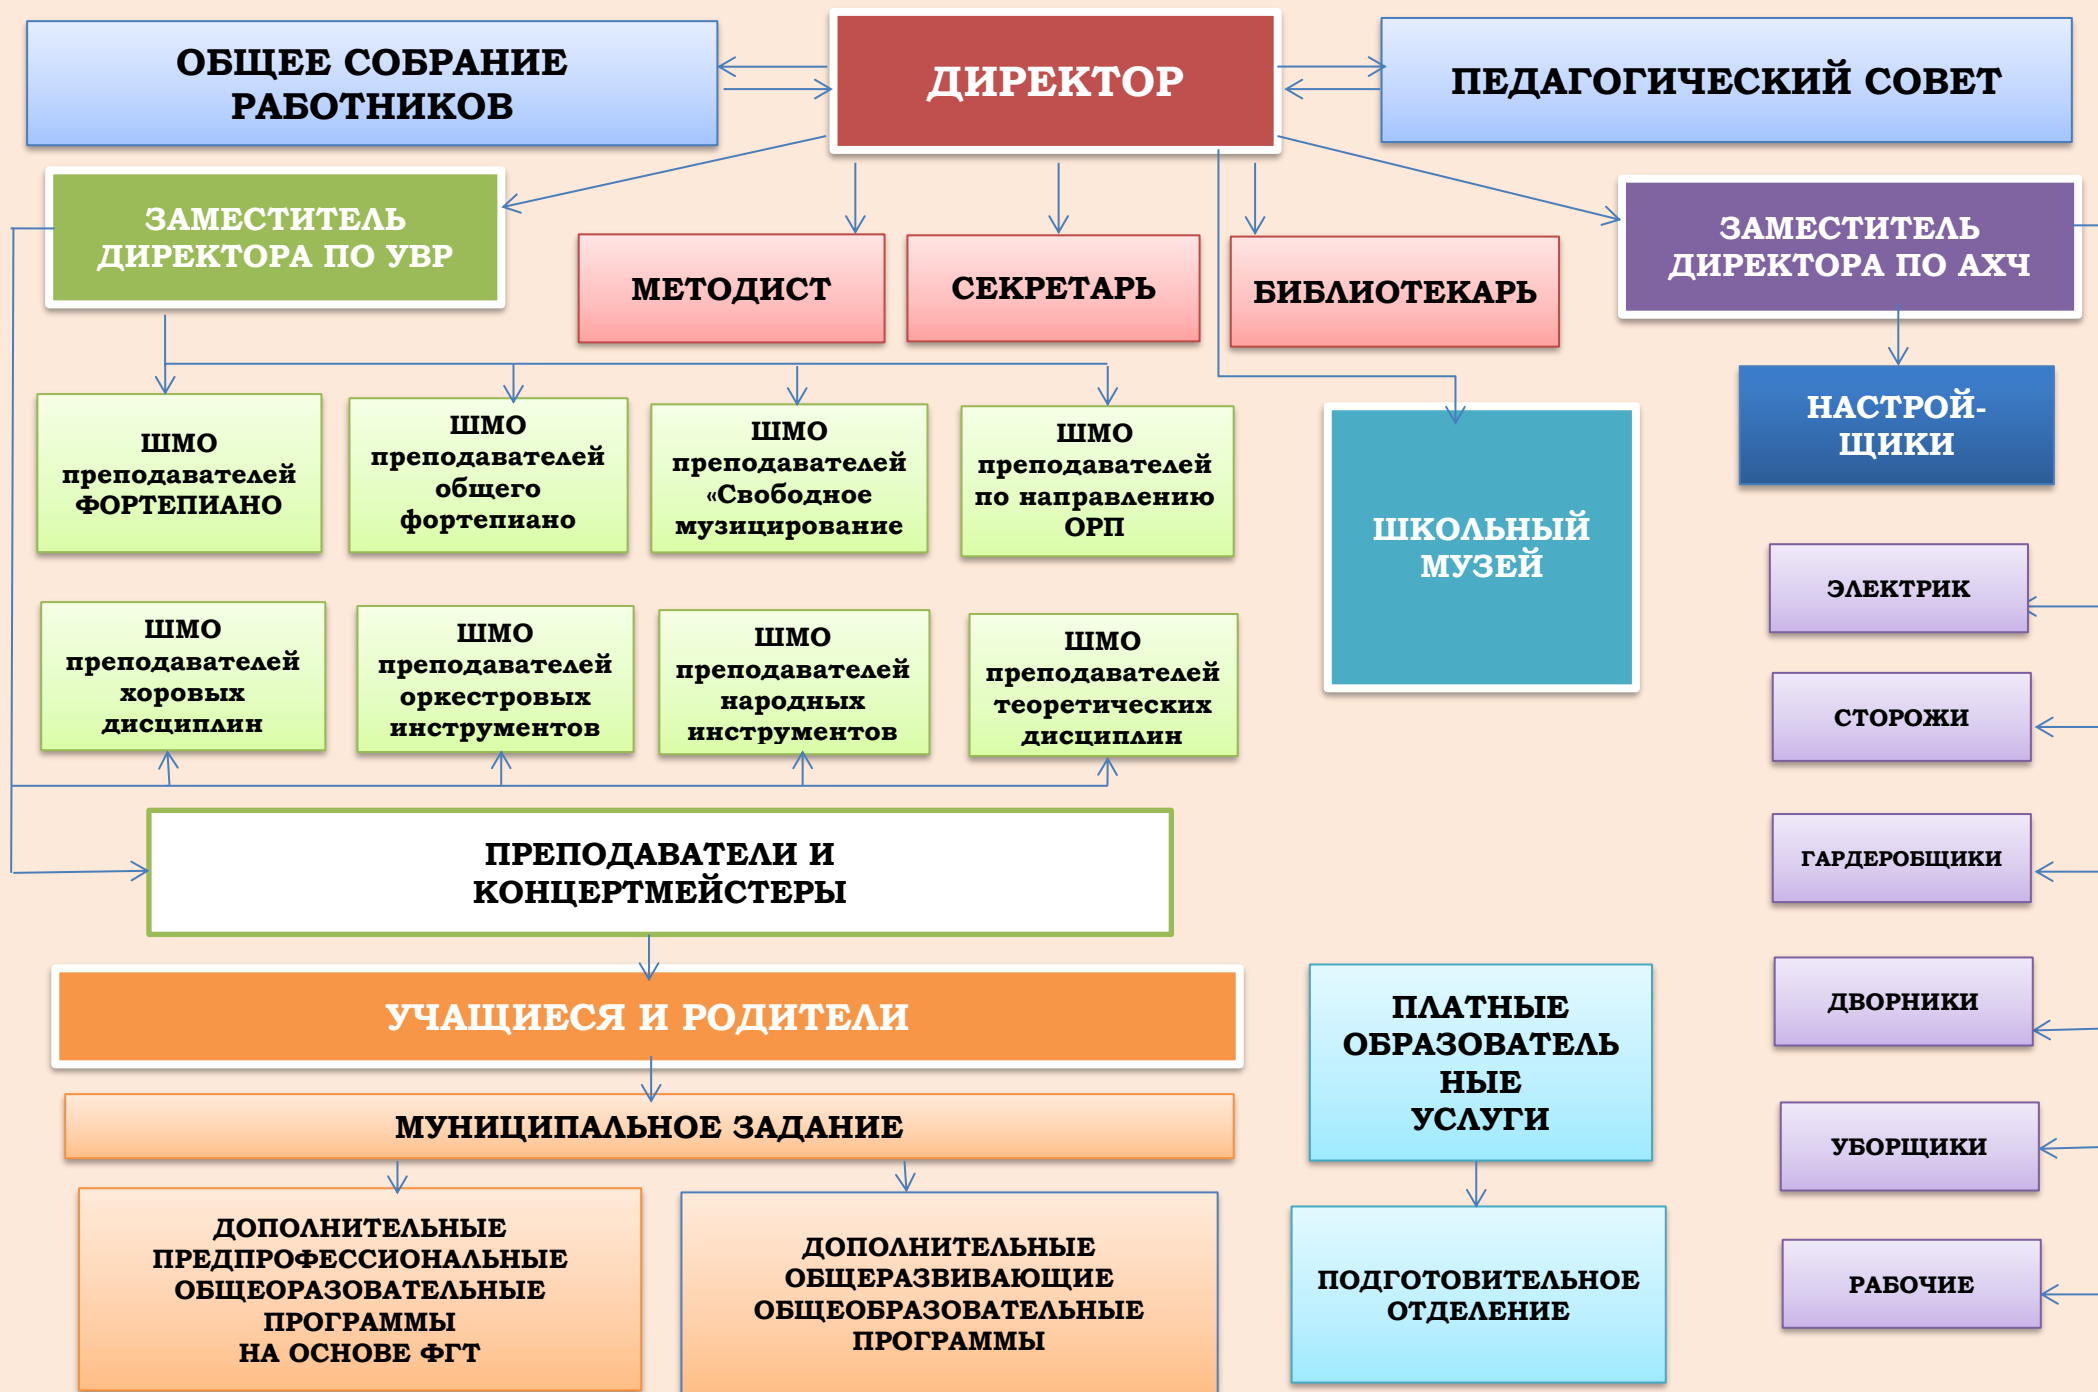 ОБЩЕЕ СОБРАНИЕ
РАБОТНИКОВ
ДИРЕКТОР
ПЕДАГОГИЧЕСКИЙ СОВЕТ
ЗАМЕСТИТЕЛЬ
ДИРЕКТОРА ПО УВР
МЕТОДИСТ
СЕКРЕТАРЬ
БИБЛИОТЕКАРЬ
ЗАМЕСТИТЕЛЬ
ДИРЕКТОРА ПО АХЧ
НАСТРОЙ-
ЩИКИ
ШМО
преподавателей
ФОРТЕПИАНО
ШМО
преподавателей
общего
фортепиано
ШМО
преподавателей
«Свободное
музицирование
ШМО
преподавателей
по направлению
ОРП
ШКОЛЬНЫЙ
МУЗЕЙ
ШМО
преподавателей
хоровых
дисциплин
ШМО
преподавателей
оркестровых
инструментов
ШМО
преподавателей
народных
инструментов
ШМО
преподавателей
теоретических
дисциплин
ЭЛЕКТРИК
СТОРОЖИ
ГАРДЕРОБЩИКИ
ДВОРНИКИ
УБОРЩИКИ
РАБОЧИЕ
ПРЕПОДАВАТЕЛИ И
КОНЦЕРТМЕЙСТЕРЫ
УЧАЩИЕСЯ И РОДИТЕЛИ
МУНИЦИПАЛЬНОЕ ЗАДАНИЕ
ДОПОЛНИТЕЛЬНЫЕ
ПРЕДПРОФЕССИОНАЛЬНЫЕ
ОБЩЕОРАЗОВАТЕЛЬНЫЕ
ПРОГРАММЫ
НА ОСНОВЕ ФГТ
ДОПОЛНИТЕЛЬНЫЕ
ОБЩЕРАЗВИВАЮЩИЕ
ОБЩЕОБРАЗОВАТЕЛЬНЫЕ
ПРОГРАММЫ
ПЛАТНЫЕ
ОБРАЗОВАТЕЛЬ
НЫЕ
УСЛУГИ
ПОДГОТОВИТЕЛЬНОЕ
ОТДЕЛЕНИЕ